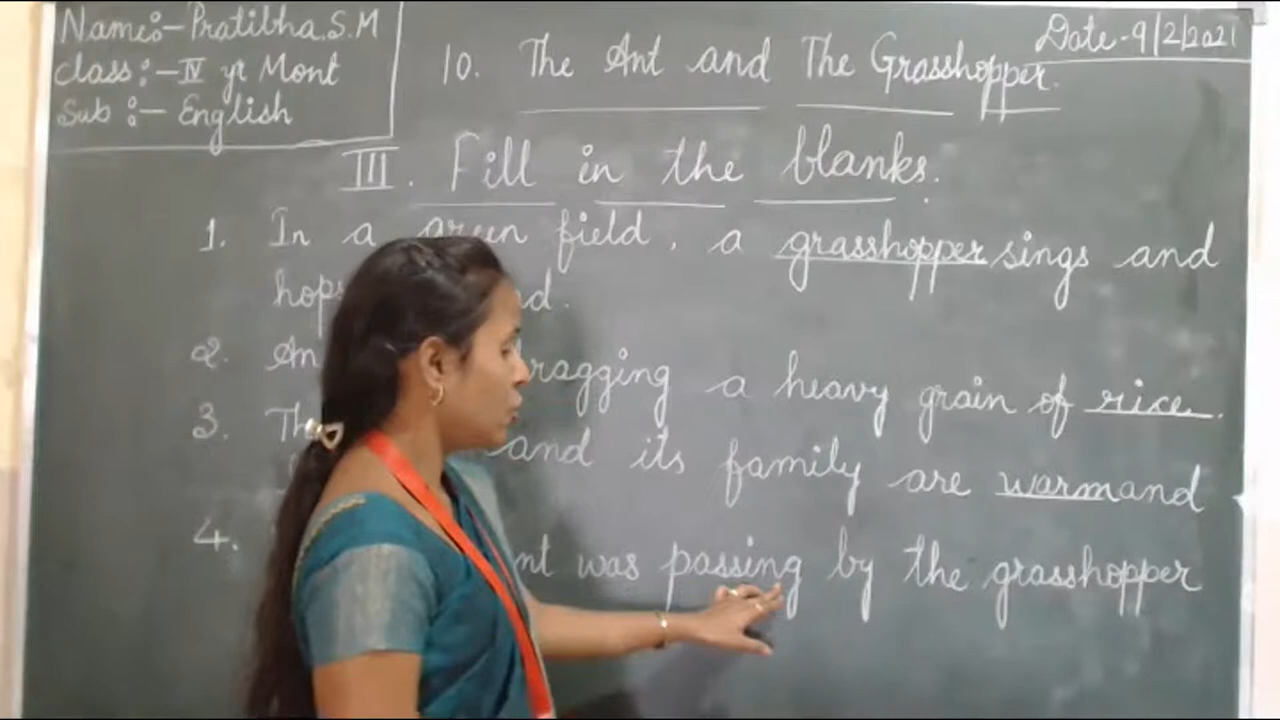 Name:- Pratibha.S.M
Class:- IV yr Mont
Sub :- English
Date-9/2/2021
10. The Ant and The Grasshopper.
III. Fill in the blanks.
1. In a green field, a grasshopper sings and
hops
2. An dragging a heavy grain of rice.
3. The and its family are warm and
4. was passing by the grasshopper